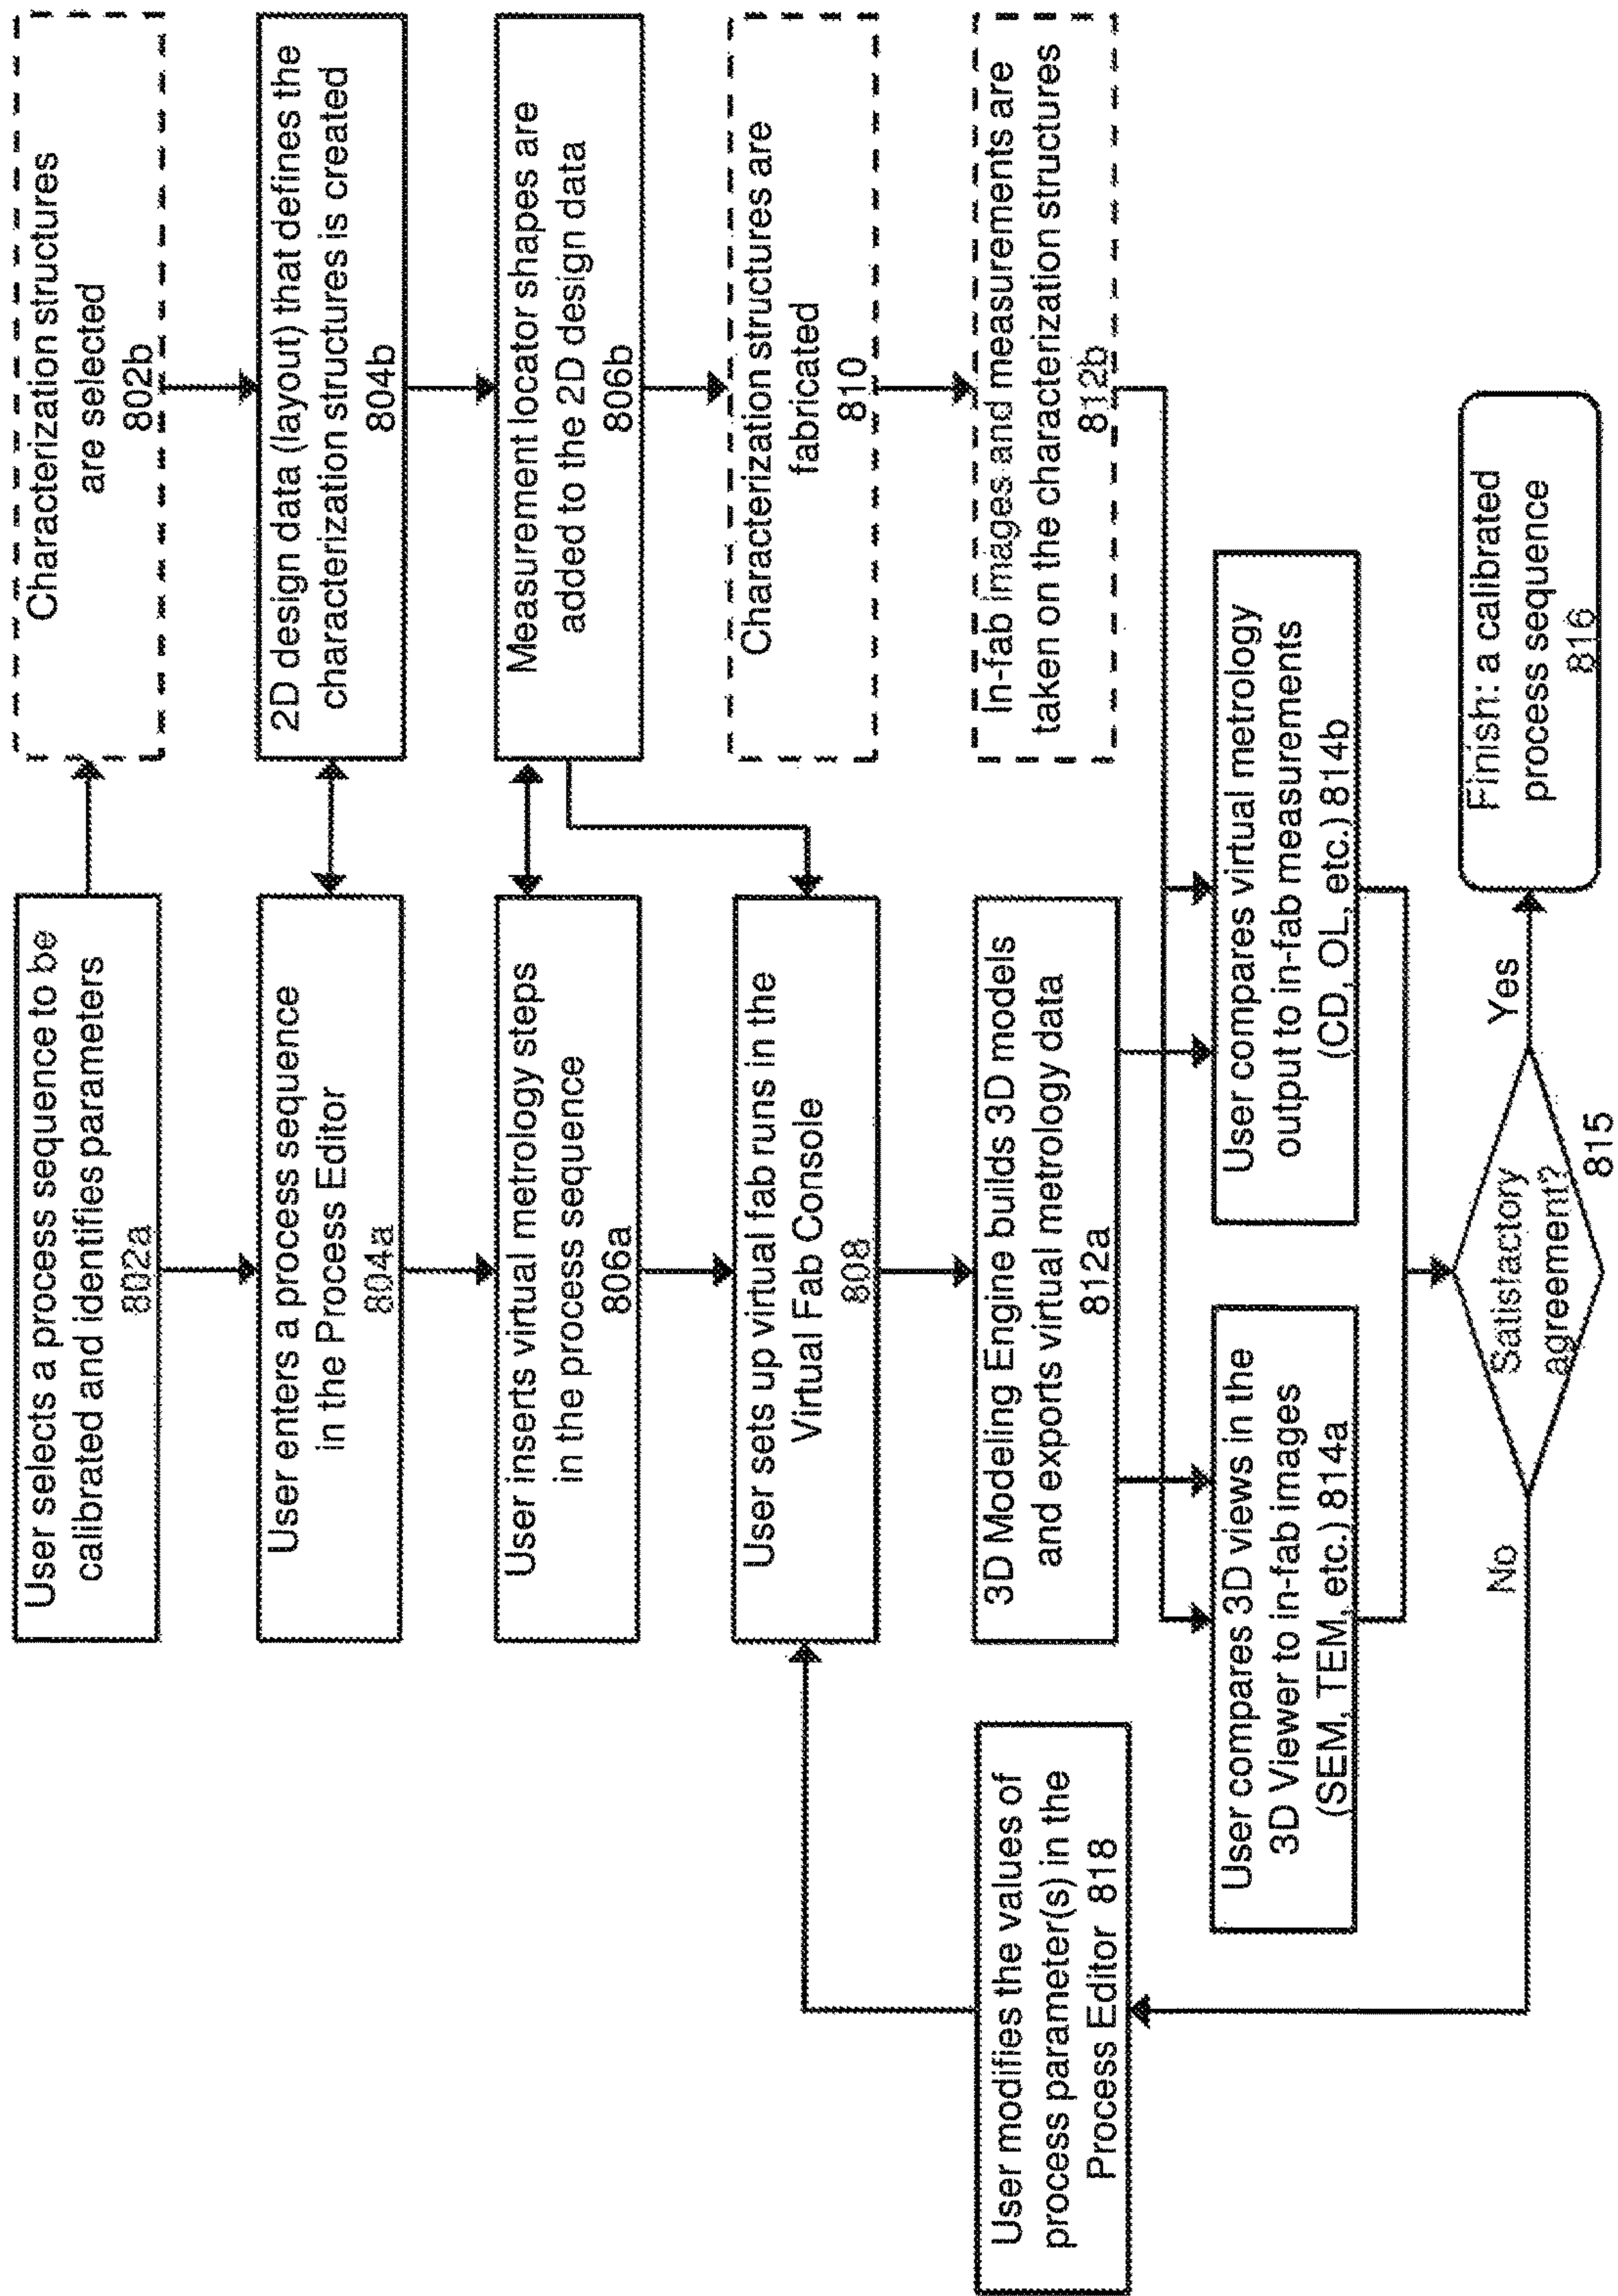 User selects a process sequence to be
calibrated and identifies parameters
802a
Characterization structures
are selected
802b
User enters a process sequence
in the Process Editor
804a
2D design data (layout) that defines the
characterization structures is created
804b
User inserts virtual metrology steps
in the process sequence
806a
Measurement locator shapes are
added to the 2D design data
806b
User sets up virtual fab runs in the
Virtual Fab Console
808
Characterization structures are
fabricated
810
User modifies the values of
process parameter(s) in the
Process Editor 818
3D Modeling Engine builds 3D models
and exports virtual metrology data
812a
In-fab images and measurements are
taken on the characterization structures
812b
User compares 3D views in the
3D Viewer to in-fab images
(SEM, TEM, etc.) 814a
User compares virtual metrology
output to in-fab measurements
(CD, OL, etc.) 814b
No
Satisfactory
agreement?
815
Yes
Finish: a calibrated
process sequence
816